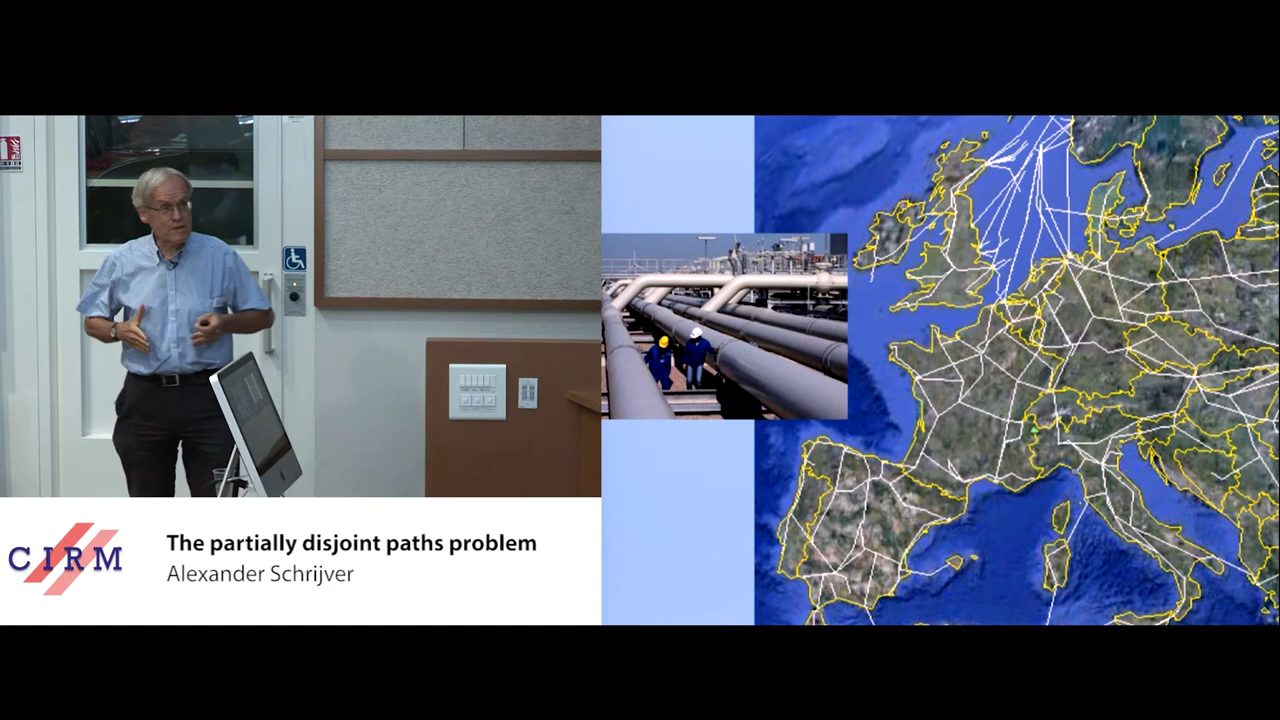 CIRM
The partially disjoint paths problem
Alexander Schrijver